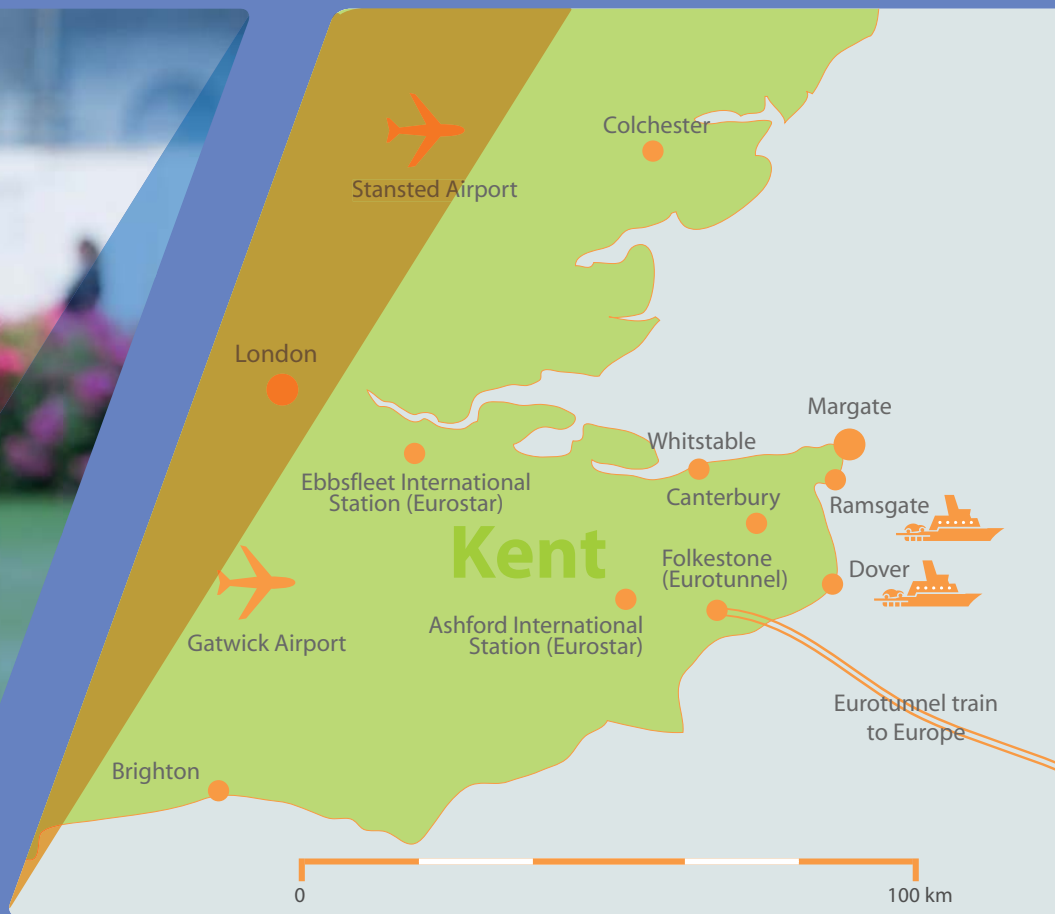 Colchester
Stansted Airport
London
Margate
Whitstable
Ebbsfleet International
Station (Eurostar)
Canterbury
Ramsgate
Kent
Folkestone
(Eurotunnel)
Dover
Ashford International
Station (Eurostar)
Gatwick Airport
Eurotunnel train
to Europe
Brighton
0
100 km